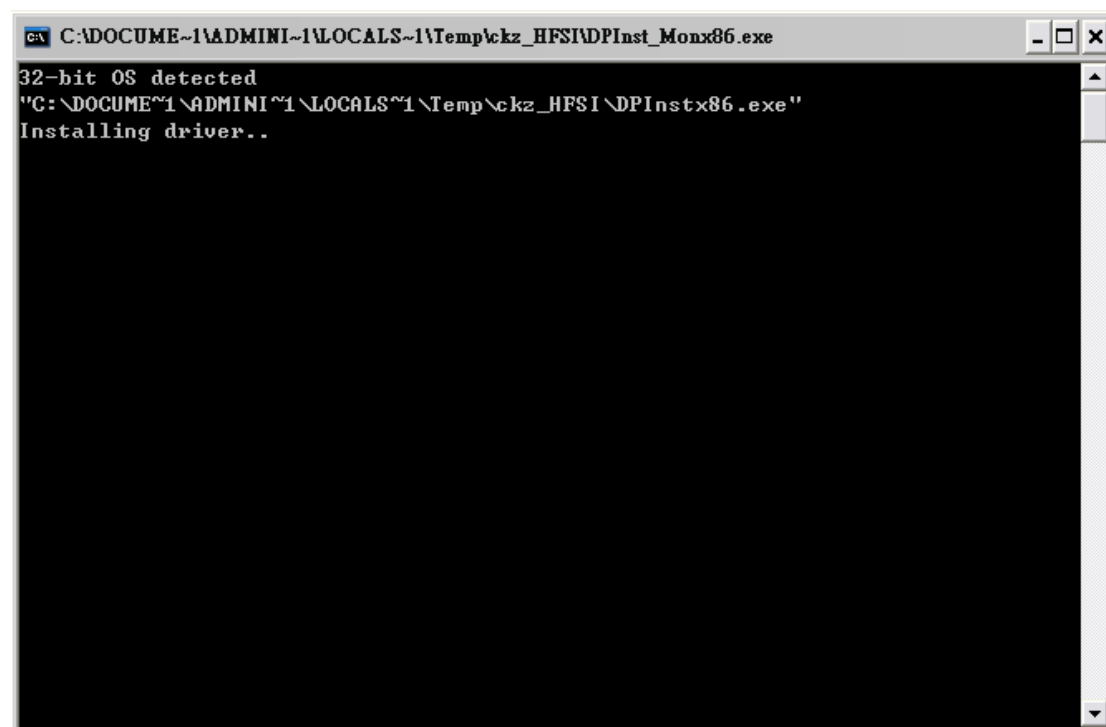 C:\DOCUME~1\ADMINI~1\LOCALS~1\Temp\ckz_HFSI\DPInst_Monx86.exe
32-bit OS detected
"C:\DOCUME~1\ADMINI~1\LOCALS~1\Temp\ckz_HFSI\DPInstx86.exe"
Installing driver..